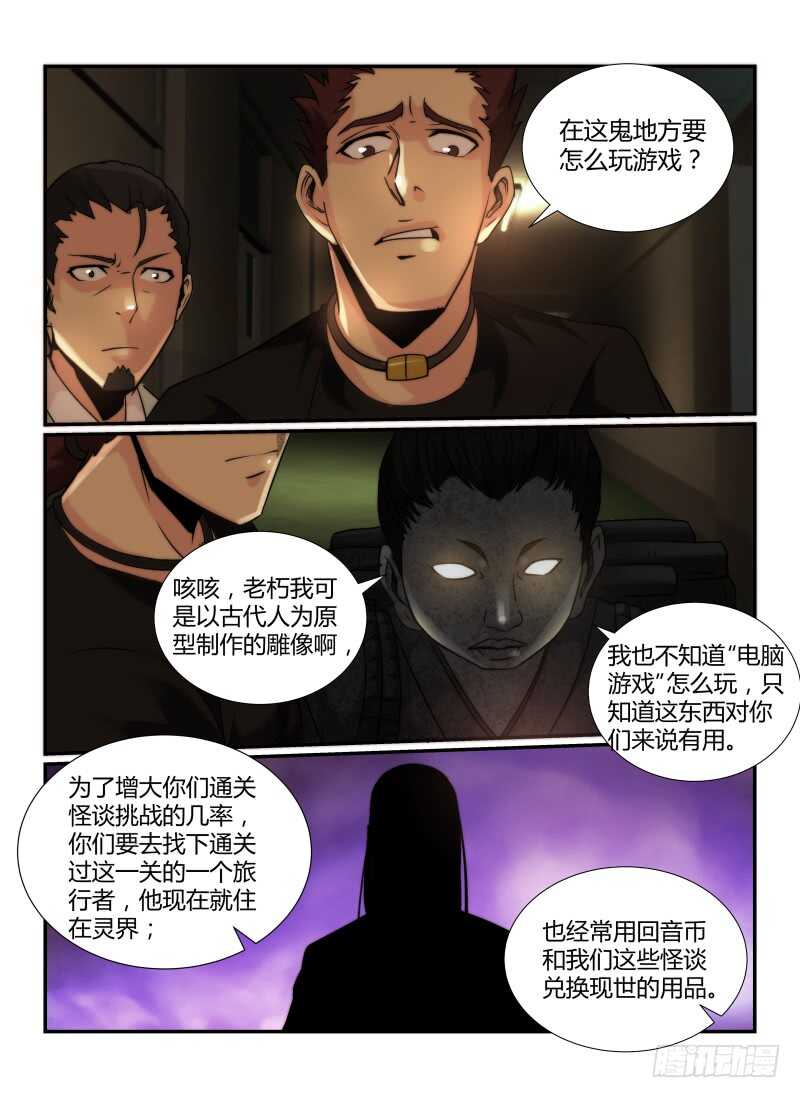 在这鬼地方要
怎么玩游戏？
咳咳，老朽我可
是以古代人为原
型制作的雕像啊，
我也不知道“电脑
游戏”怎么玩，只
知道这东西对你
们来说有用。
为了增大你们通关
怪谈挑战的几率，
你们要去找下通关
过这一关的一个旅
行者，他现在就住
在灵界；
也经常用回音币
和我们这些怪谈
兑换现世的用品。
腾讯动漫